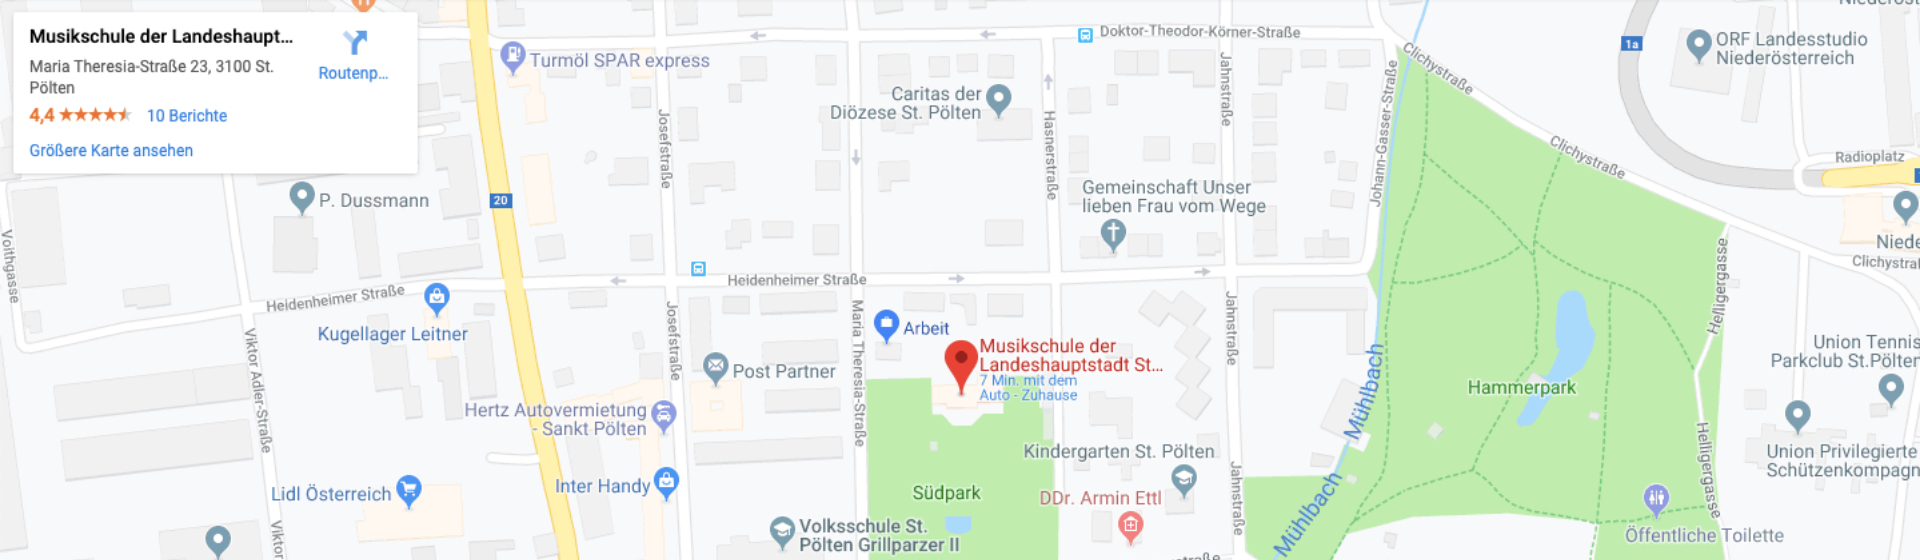 Musikschule der Landeshaupt...
Maria Theresia-Straße 23, 3100 St.
Pölten
4,4
10 Berichte
Größere Karte ansehen
Routenp...
Turmöl SPAR express
Doktor-Theodor-Körner-Straße
Clichystraße
1a
ORF Landesstudio
Niederösterreich
Caritas der
Diözese St. Pölten
Josefstraße
Hasnerstraße
Jahnstraße
Johann-Gasser-Straße
Clichystraße
Radioplatz
P. Dussmann
20
Gemeinschaft Unser
lieben Frau vom Wege
Voithgasse
Niede
Clichystraß
Heidenheimer Straße
Heidenheimer Straße
Helligergasse
Kugellager Leitner
Viktor Adler-Straße
Josefstraße
Maria Theresia-Straße
Arbeit
Jahnstraße
Musikschule der
Landeshauptstadt St...
7 Min. mit dem
Auto - Zuhause
Post Partner
Mühlbach
Hammerpark
Union Tennis
Parkclub St.Pölten
Hertz Autovermietung
- Sankt Pölten
Kindergarten St. Pölten
Helligergasse
Union Privilegierte
Schützenkompagn
Lidl Österreich
Inter Handy
Südpark
DDr. Armin Ettl
Jahnstraße
Mühlbach
Viktor
Volksschule St.
Pölten Grillparzer II
Öffentliche Toilette